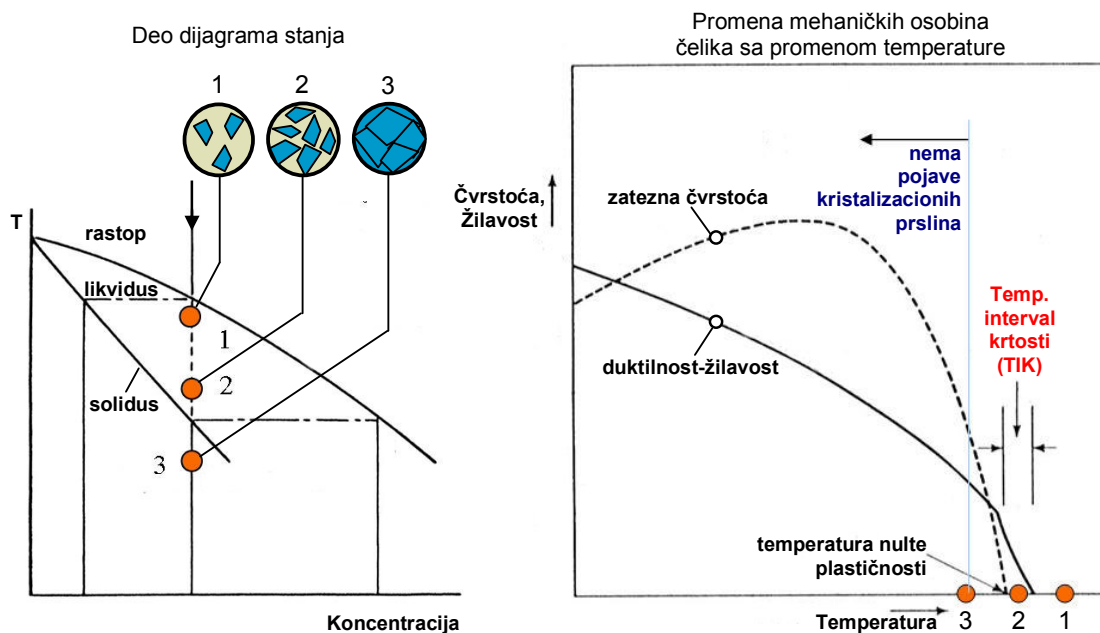 Deo dijagrama stanja
1 2 3
T
rastop
likvidus
solidus
1
2
3
Koncentracija
Promena mehaničkih osobina
čelika sa promenom temperature
Čvrstoća,
Žilavost
zatezna čvrstoća
duktilnost-žilavost
nema
pojave
kristalizacionih
prslina
Temp.
interval
krtosti
(TIK)
temperatura nulte
plastičnosti
Temperatura
3 2 1